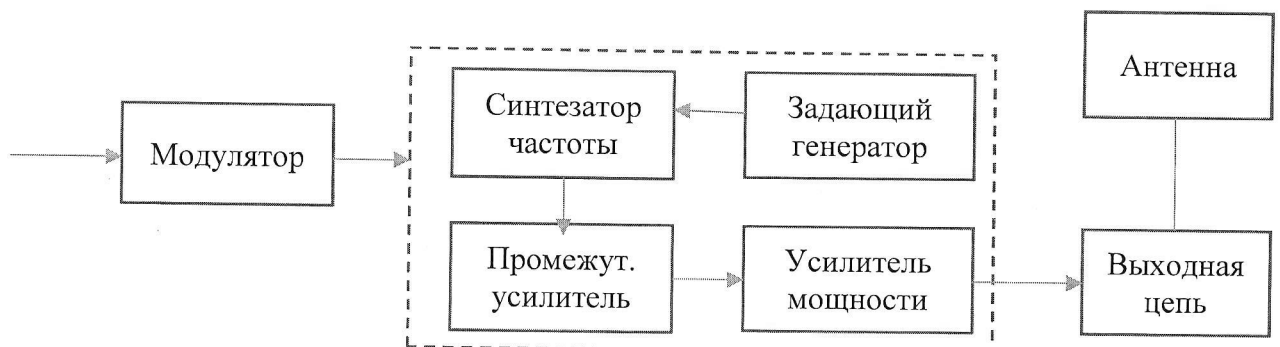 Антенна
Синтезатор
частоты
Задающий
генератор
Модулятор
Промежут.
усилитель
Усилитель
мощности
Выходная
цепь